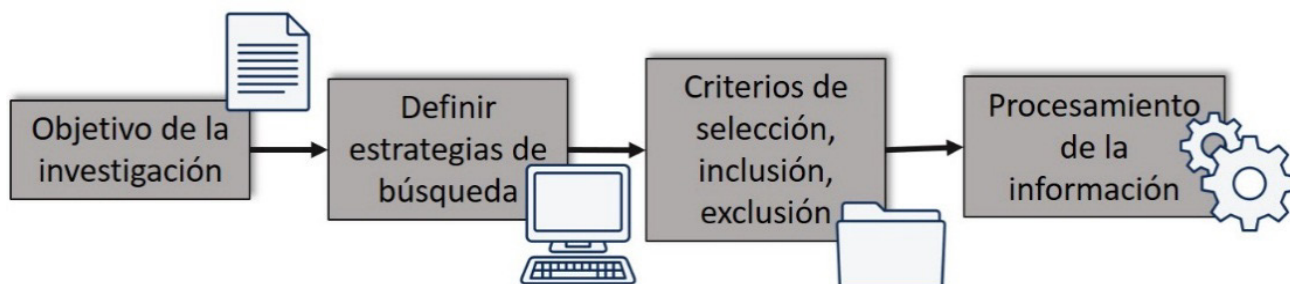 Objetivo de la
investigación
Definir
estrategias de
búsqueda
Criterios de
selección,
inclusión,
exclusión
Procesamiento
de la
información